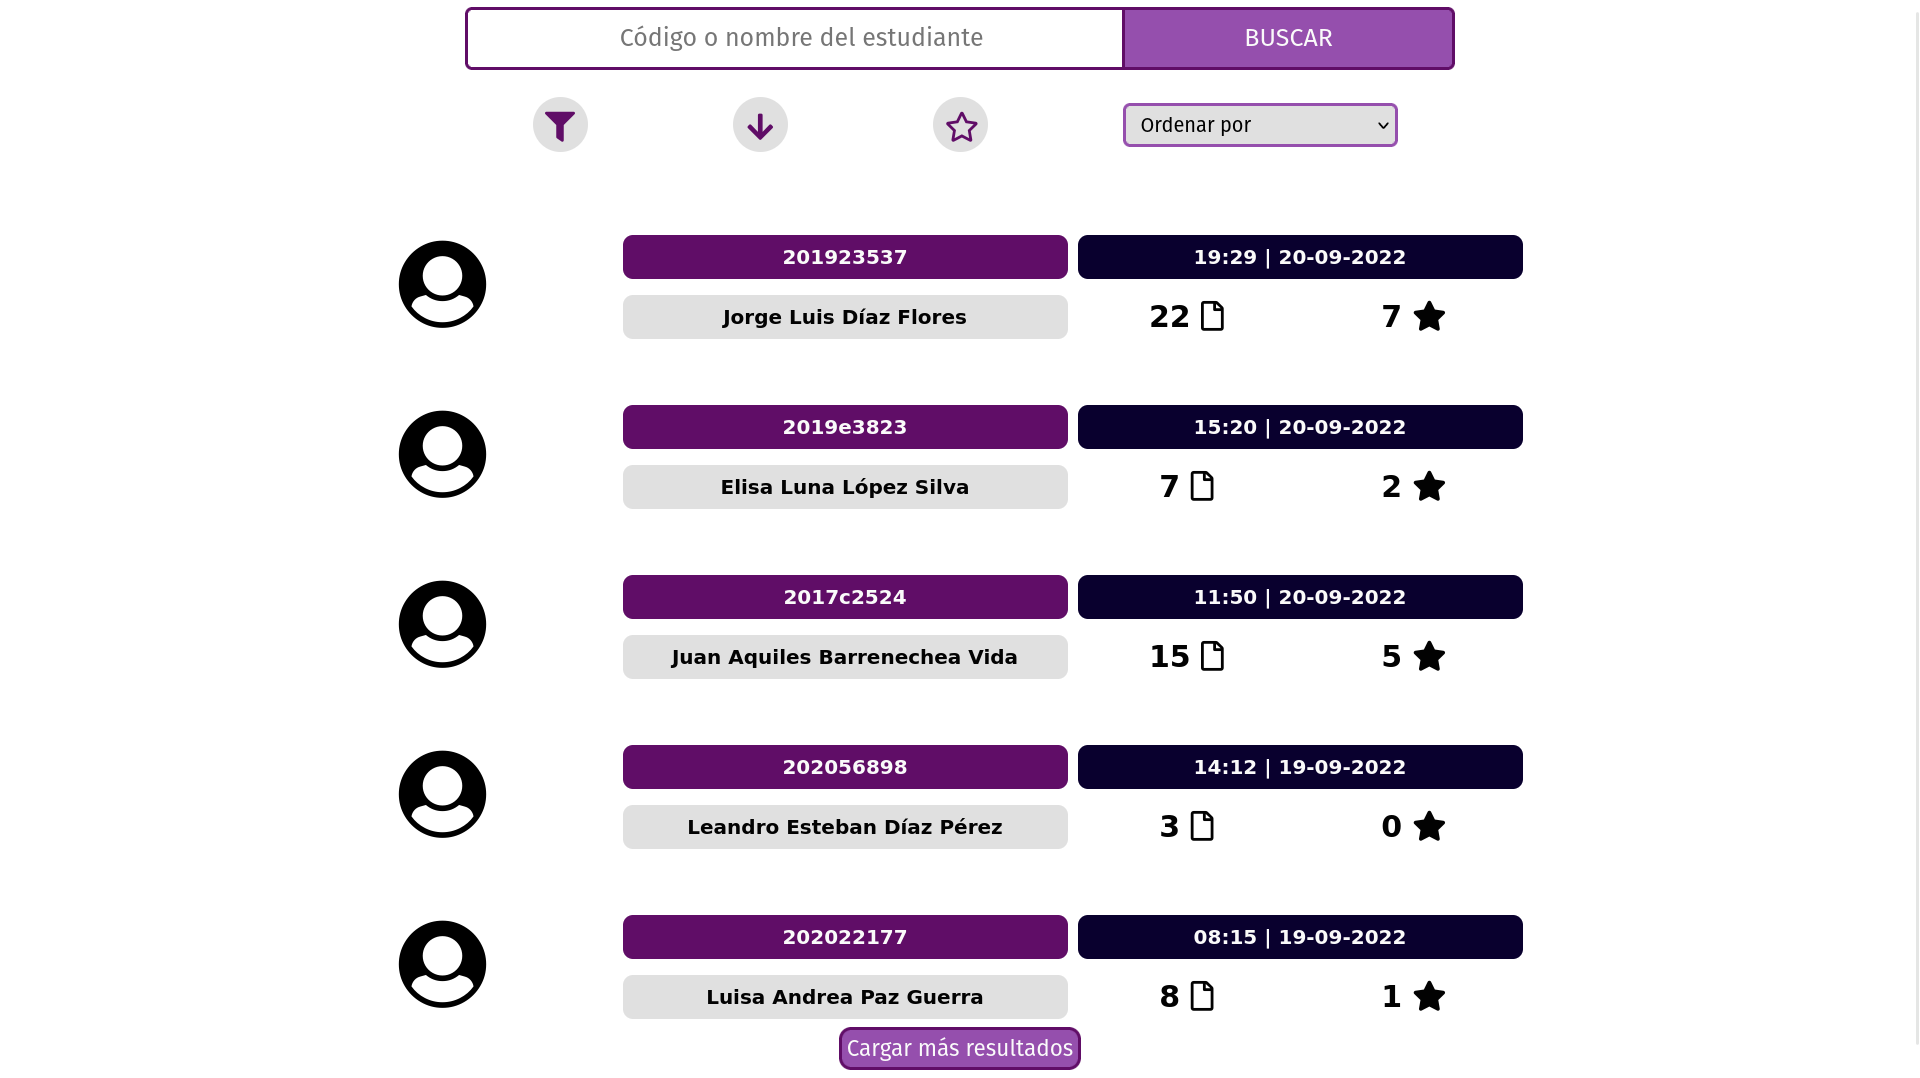 Código o nombre del estudiante
BUSCAR
Ordenar por
201923537
19:29 | 20-09-2022
Jorge Luis Díaz Flores
22
7
2019e3823
15:20 | 20-09-2022
Elisa Luna López Silva
7
2
2017c2524
11:50 | 20-09-2022
Juan Aquiles Barrenechea Vida
15
5
202056898
14:12 | 19-09-2022
Leandro Esteban Díaz Pérez
3
0
202022177
08:15 | 19-09-2022
Luisa Andrea Paz Guerra
8
1
Cargar más resultados